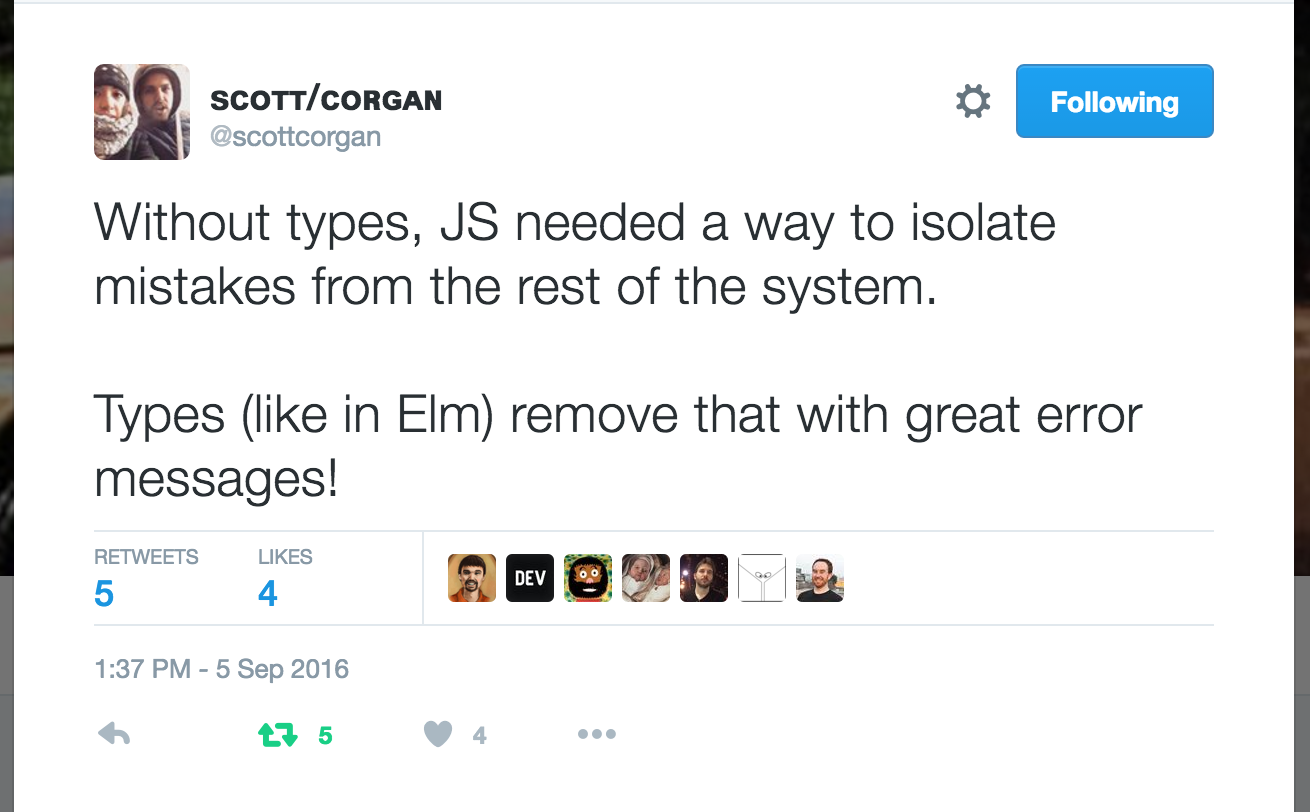 SCOTT/CORGAN
@scottcorgan
Following
Without types, JS needed a way to isolate
mistakes from the rest of the system.
Types (like in Elm) remove that with great error
messages!
RETWEETS
5
LIKES
4
DEV
1:37 PM - 5 Sep 2016
5
4